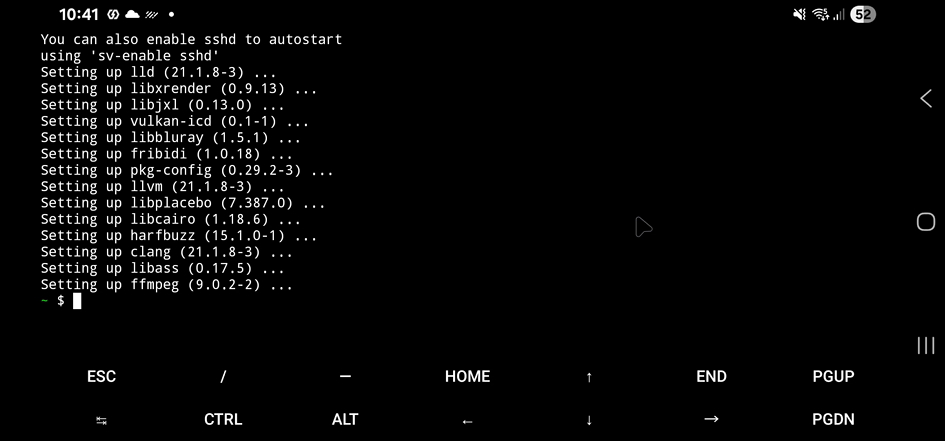 10:41
52
You can also enable sshd to autostart
using 'sv-enable sshd'
Setting up lld (21.1.8-3) ...
Setting up libxrender (0.9.13) ...
Setting up libjxl (0.13.0) ...
Setting up vulkan-icd (0.1-1) ...
Setting up libbluray (1.5.1) ...
Setting up fribidi (1.0.18) ...
Setting up pkg-config (0.29.2-3) ...
Setting up llvm (21.1.8-3) ...
Setting up libplacebo (7.387.0) ...
Setting up libcairo (1.18.6) ...
Setting up harfbuzz (15.1.0-1) ...
Setting up clang (21.1.8-3) ...
Setting up libass (0.17.5) ...
Setting up ffmpeg (9.0.2-2) ...
~ $
ESC / — HOME ↑ END PGUP
↹ CTRL ALT ← ↓ → PGDN